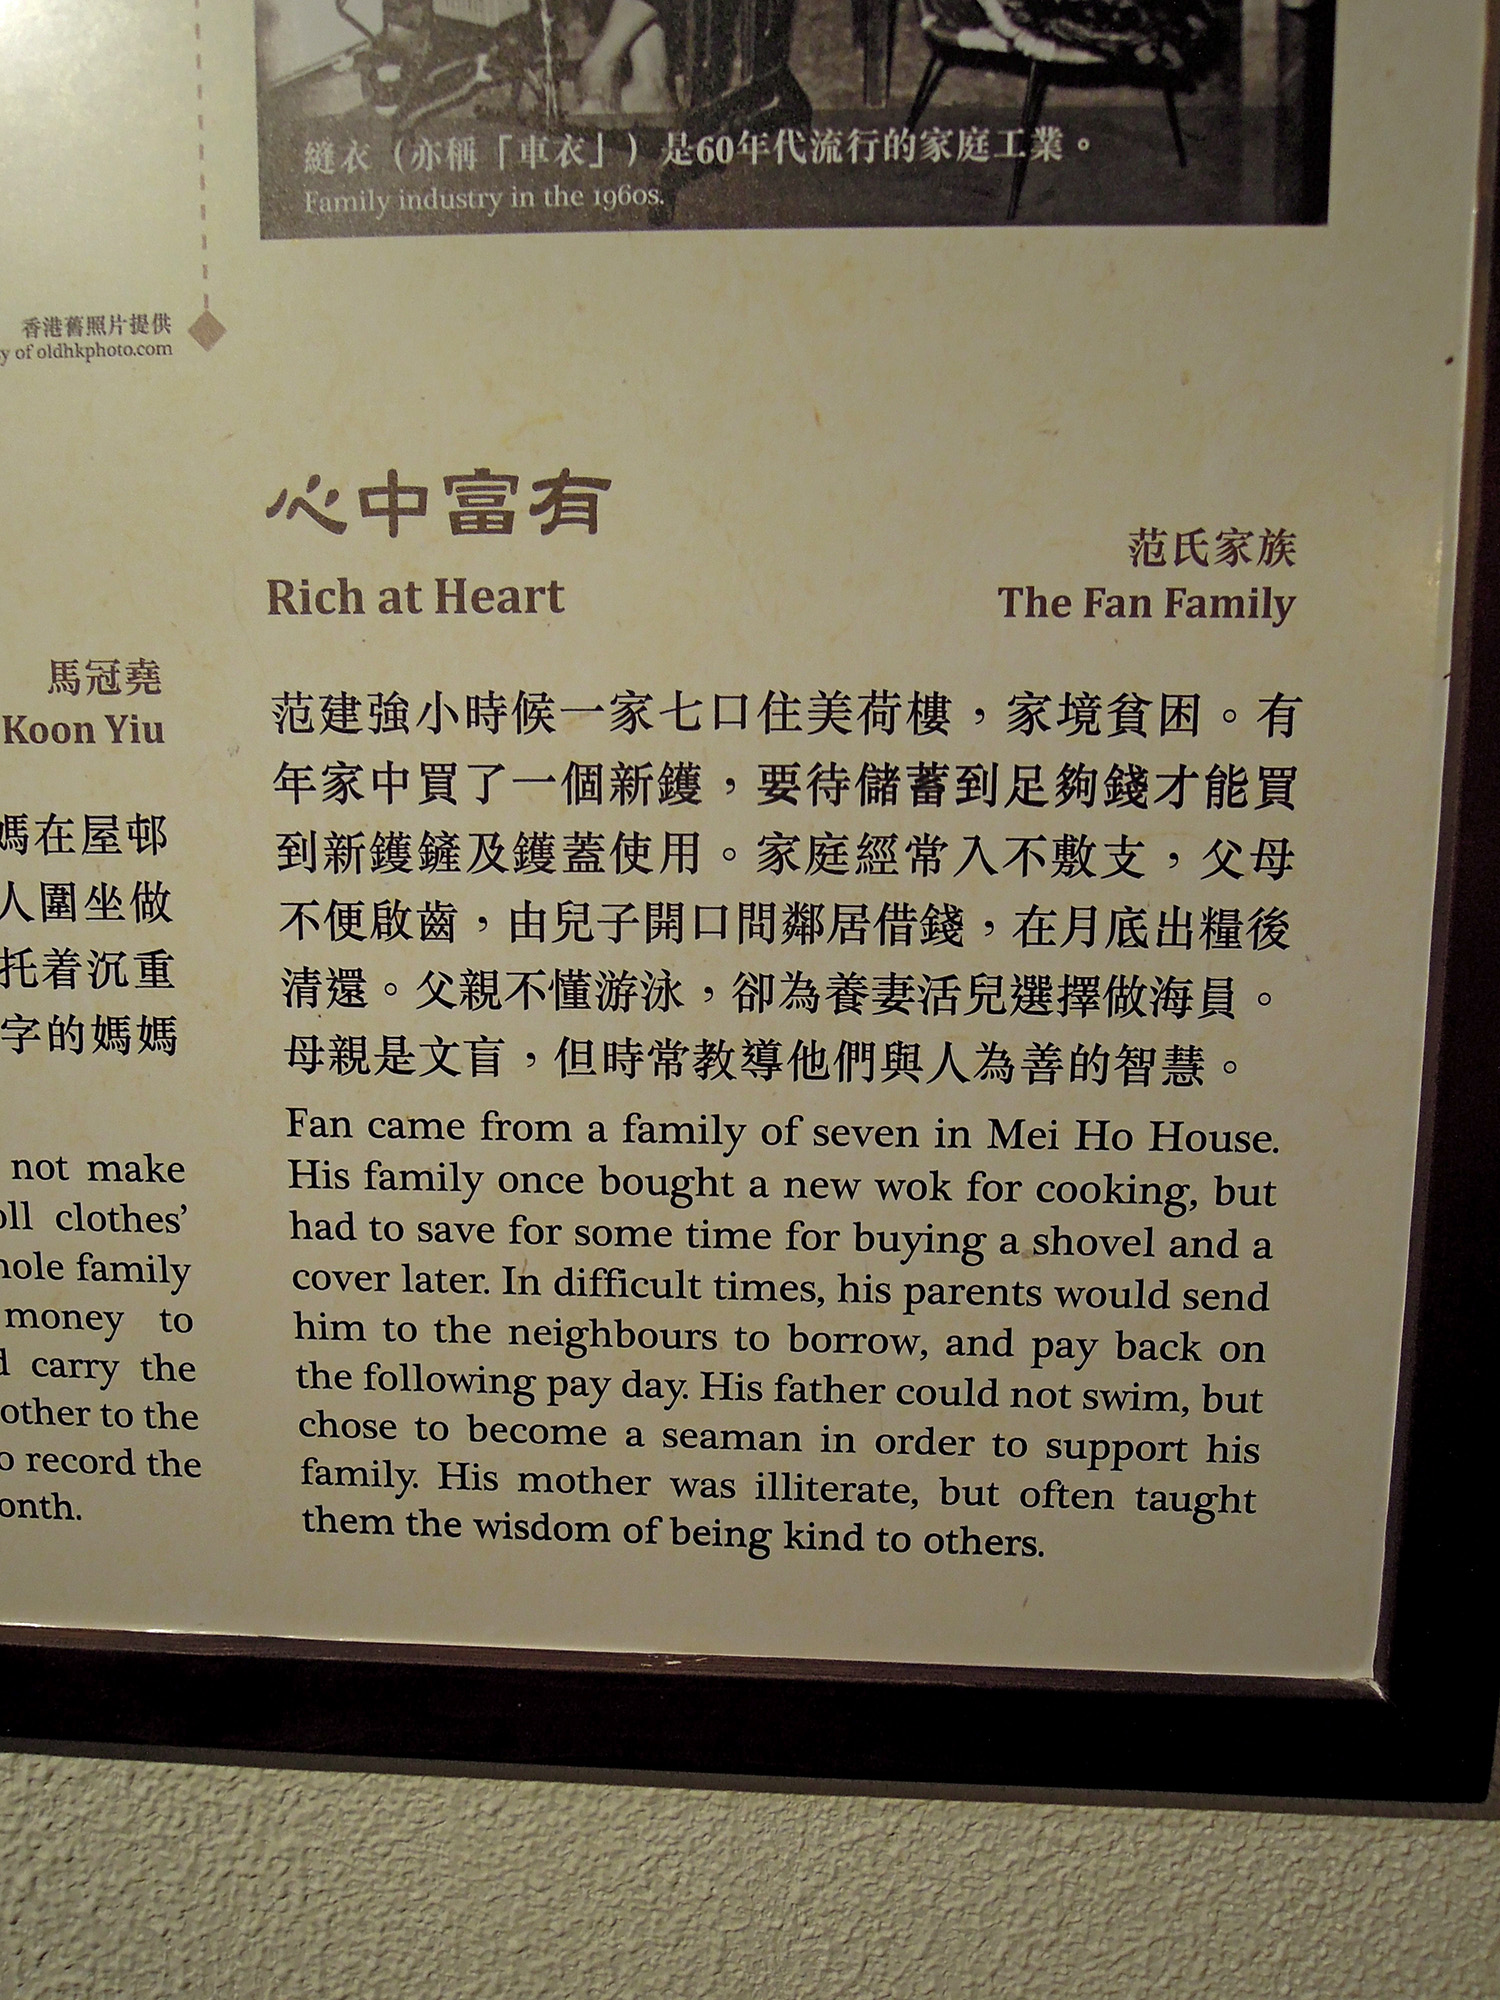 縫衣（亦稱「車衣」）是60年代流行的家庭工業。
Family industry in the 1960s.
香港舊照片提供
y of oldhkphoto.com
馬冠堯
Koon Yiu
媽在屋邨
人圍坐做
托着沉重
字的媽媽
not make
oll clothes’
hole family
money to
d carry the
other to the
o record the
onth.
心中富有
Rich at Heart
范氏家族
The Fan Family
范建強小時候一家七口住美荷樓，家境貧困。有
年家中買了一個新鑊，要待儲蓄到足夠錢才能買
到新鑊鏟及鑊蓋使用。家庭經常入不敷支，父母
不便啟齒，由兒子開口問鄰居借錢，在月底出糧後
清還。父親不懂游泳，卻為養妻活兒選擇做海員。
母親是文盲，但時常教導他們與人為善的智慧。
Fan came from a family of seven in Mei Ho House.
His family once bought a new wok for cooking, but
had to save for some time for buying a shovel and a
cover later. In difficult times, his parents would send
him to the neighbours to borrow, and pay back on
the following pay day. His father could not swim, but
chose to become a seaman in order to support his
family. His mother was illiterate, but often taught
them the wisdom of being kind to others.